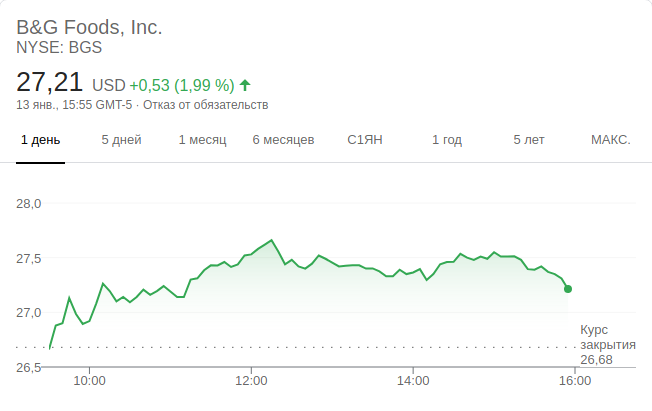 B&G Foods, Inc.
NYSE: BGS
27,21 USD +0,53 (1,99 %)
13 янв., 15:55 GMT-5 · Отказ от обязательств
1 день 5 дней 1 месяц 6 месяцев С1ЯН 1 год 5 лет МАКС.
28,0
27,5
27,0
Курс
закрытия
26,68
26,5
10:00 12:00 14:00 16:00